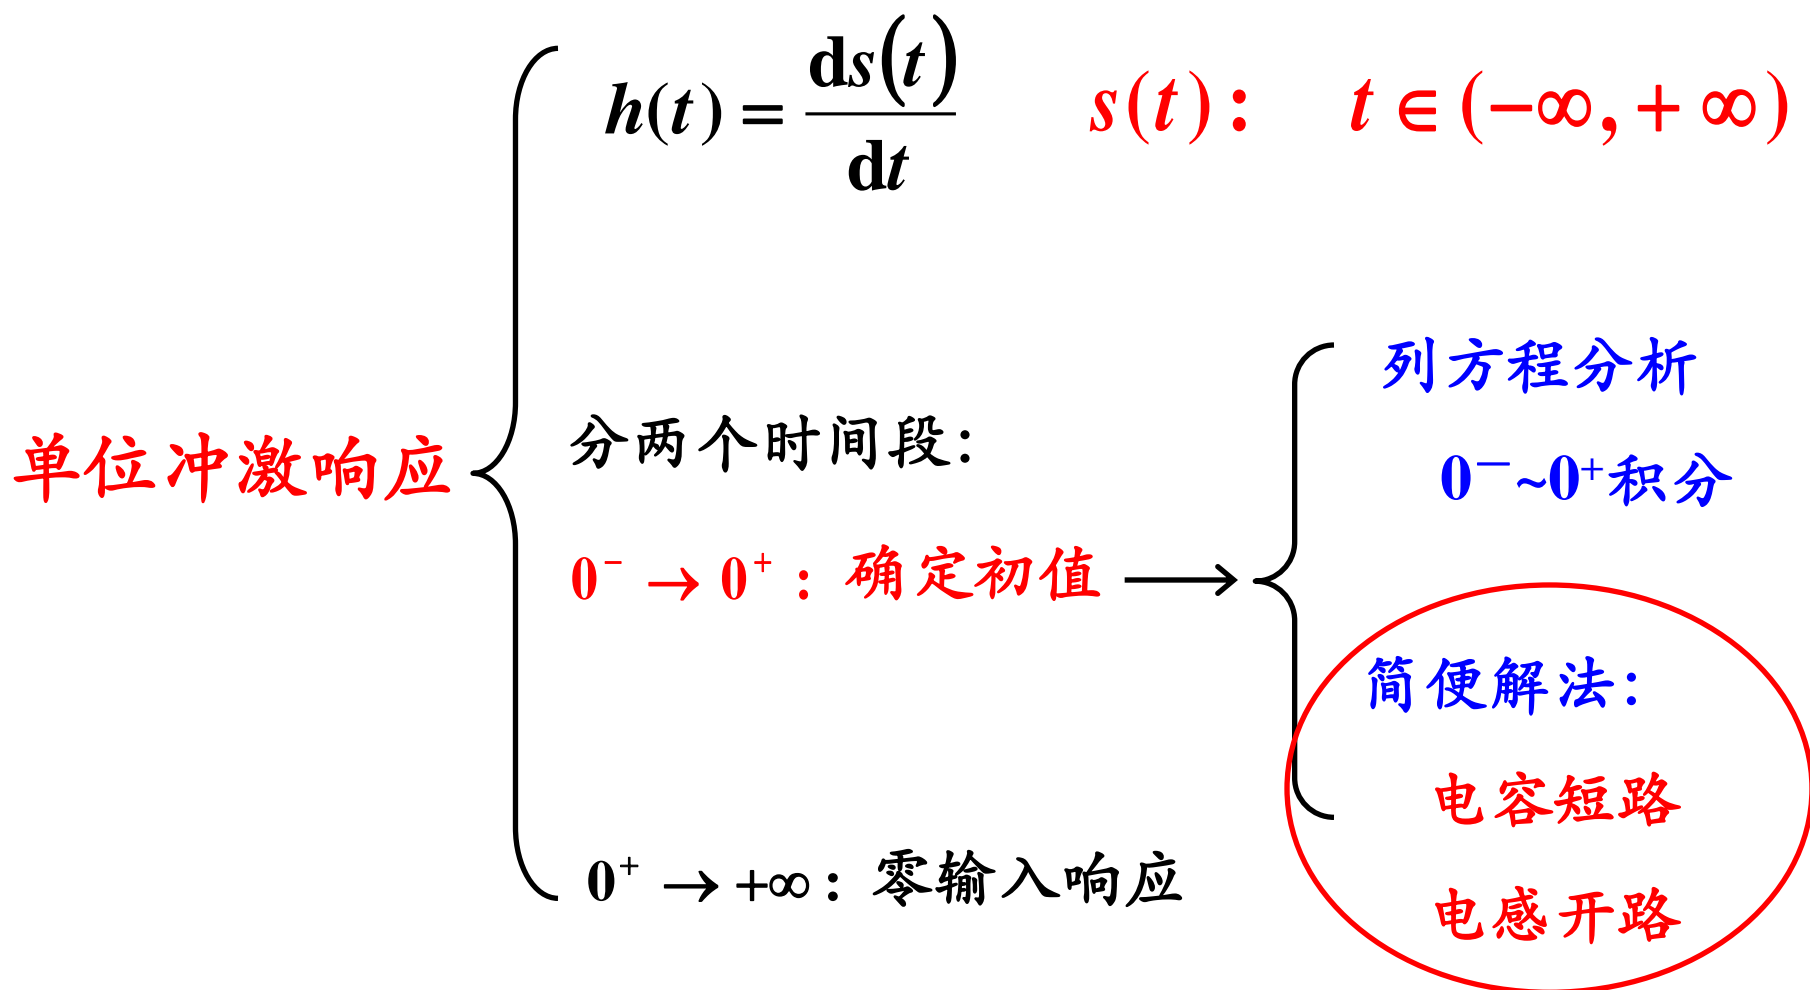 h(t) = ds(t)/dt    s(t):    t ∈ (−∞, + ∞)
单位冲激响应
分两个时间段:
0⁻ → 0⁺ : 确定初值 →
列方程分析
0⁻~0⁺积分
简便解法:
电容短路
电感开路
0⁺ → +∞ : 零输入响应